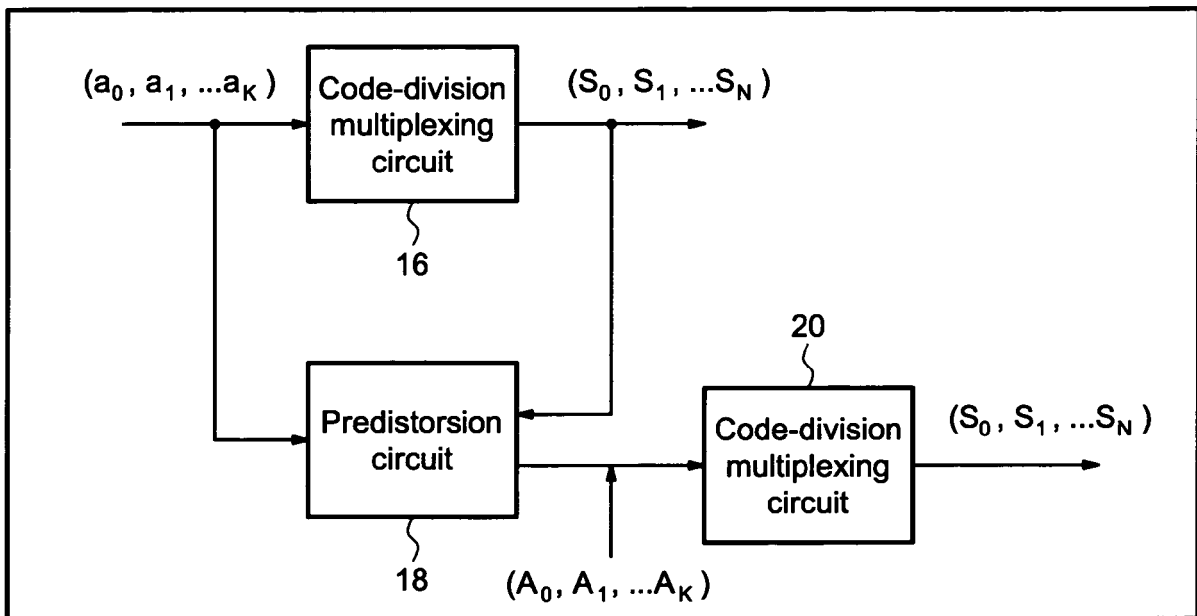 (a₀, a₁, ...a_K)
Code-division
multiplexing
circuit
(S₀, S₁, ...S_N)
16
Predistorsion
circuit
18
(A₀, A₁, ...A_K)
20
Code-division
multiplexing
circuit
(S₀, S₁, ...S_N)